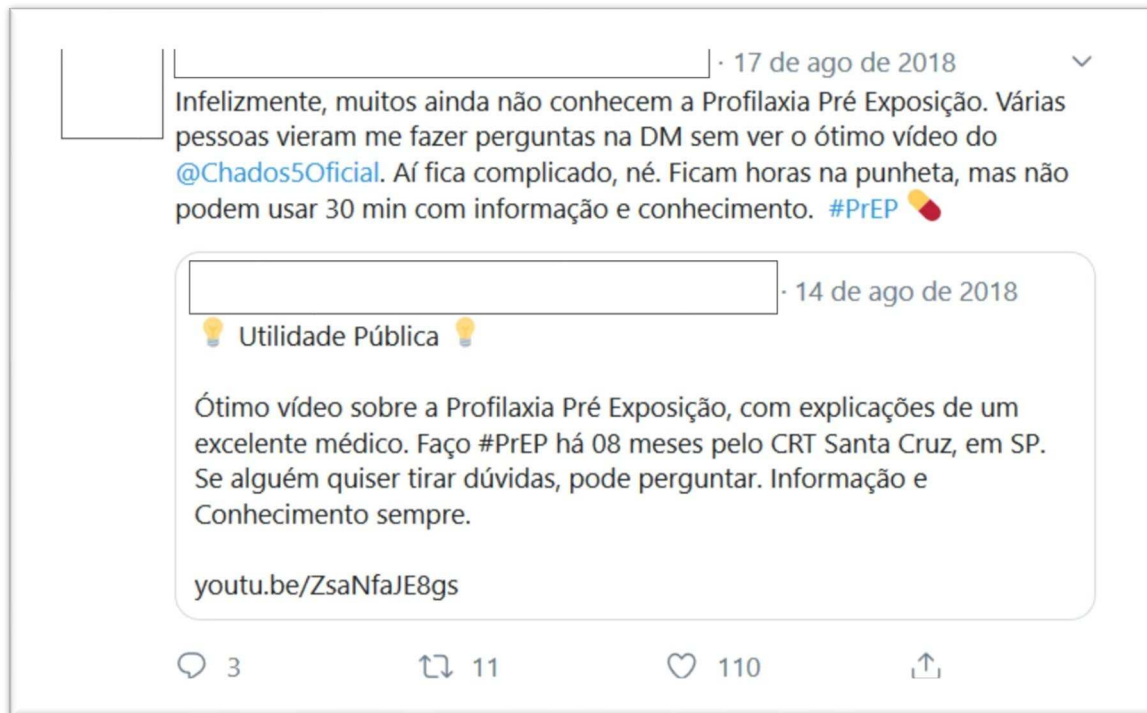 · 17 de ago de 2018
Infelizmente, muitos ainda não conhecem a Profilaxia Pré Exposição. Várias
pessoas vieram me fazer perguntas na DM sem ver o ótimo vídeo do
@Chados5Oficial. Aí fica complicado, né. Ficam horas na punheta, mas não
podem usar 30 min com informação e conhecimento. #PrEP 💊
· 14 de ago de 2018
💡 Utilidade Pública 💡
Ótimo vídeo sobre a Profilaxia Pré Exposição, com explicações de um
excelente médico. Faço #PrEP há 08 meses pelo CRT Santa Cruz, em SP.
Se alguém quiser tirar dúvidas, pode perguntar. Informação e
Conhecimento sempre.
youtu.be/ZsaNfaJE8gs
3 11 110